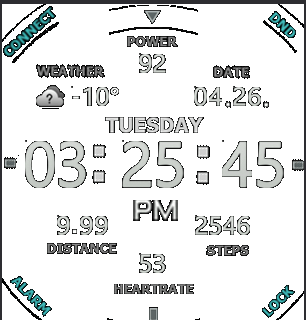 CONNECT
DND
POWER
92
WEATHER
-10°
DATE
04.26.
TUESDAY
03:25:45
PM
9.99
DISTANCE
2546
STEPS
53
HEARTRATE
ALARM
LOCK